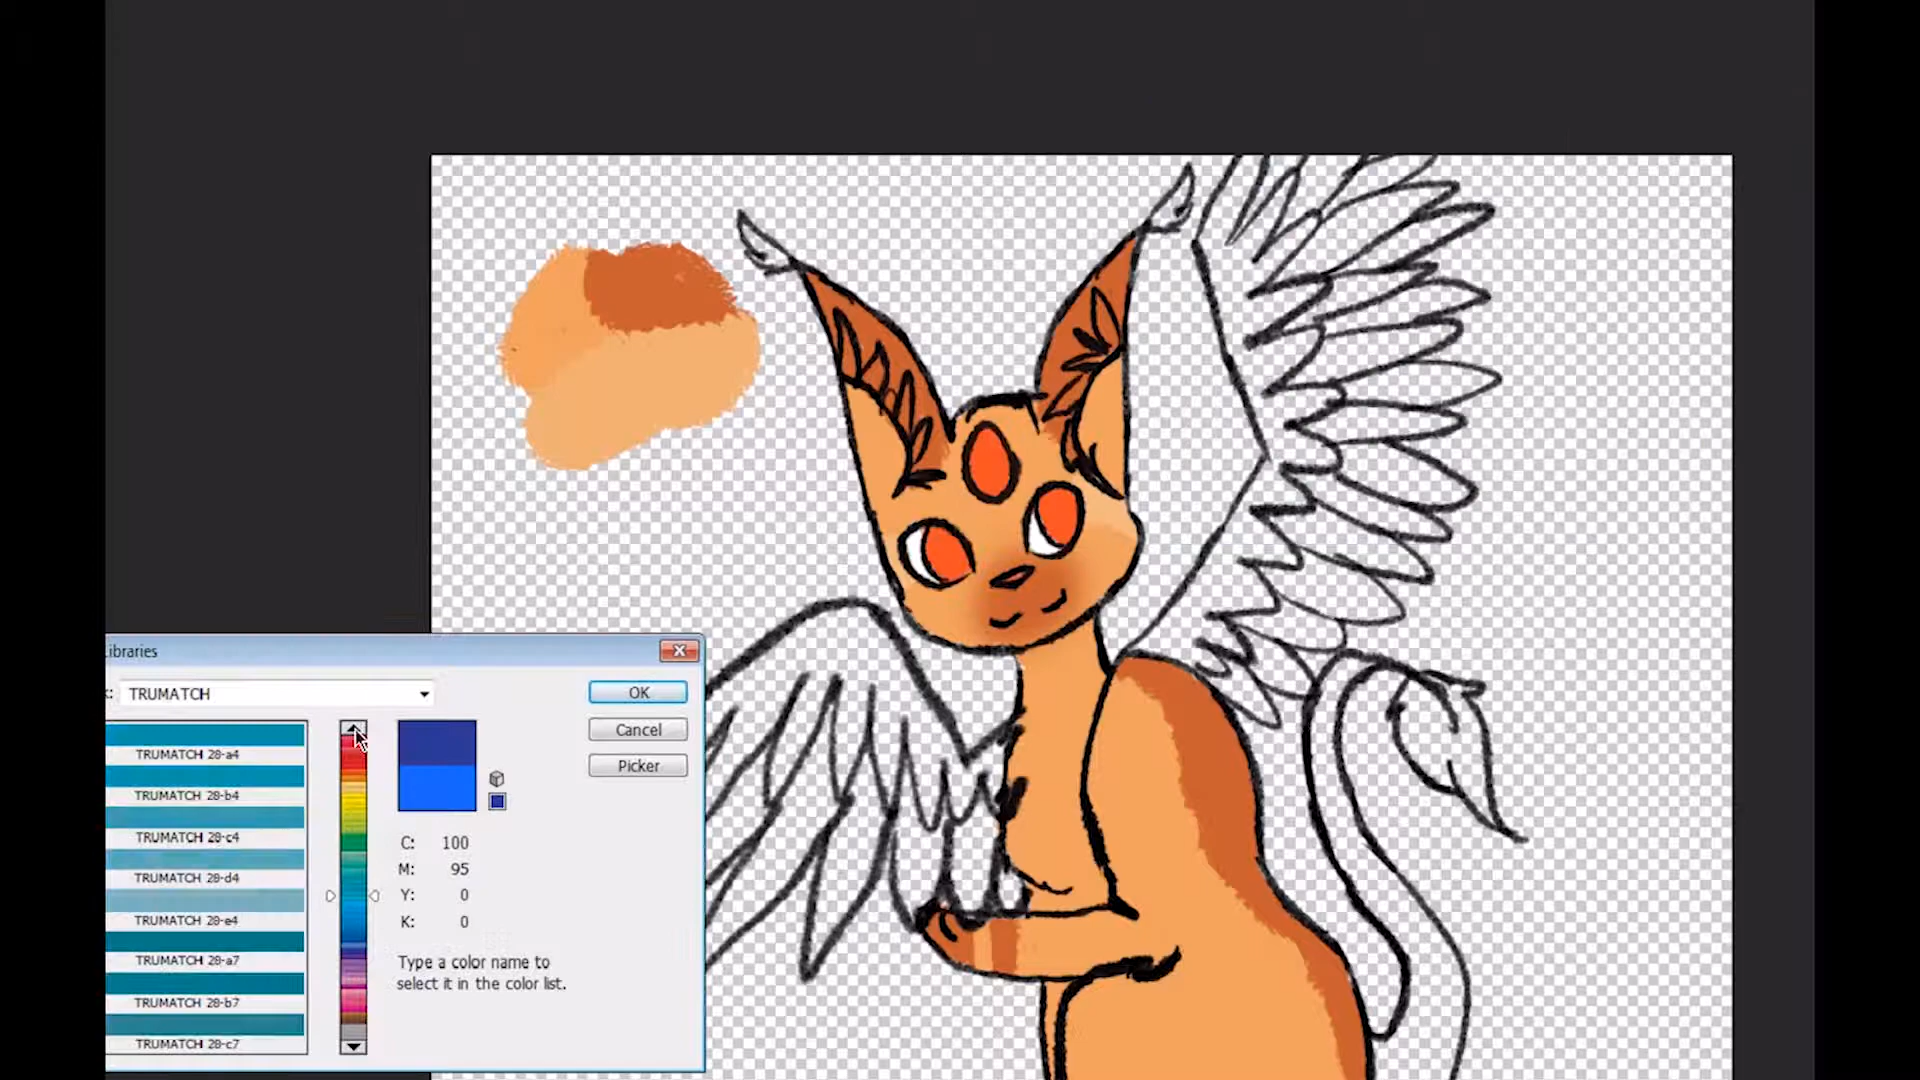 ibraries
: TRUMATCH
OK
Cancel
Picker
TRUMATCH 28-a4
TRUMATCH 28-b4
TRUMATCH 28-c4
TRUMATCH 28-d4
TRUMATCH 28-e4
TRUMATCH 28-a7
TRUMATCH 28-b7
TRUMATCH 28-c7
C: 100
M: 95
Y: 0
K: 0
Type a color name to
select it in the color list.